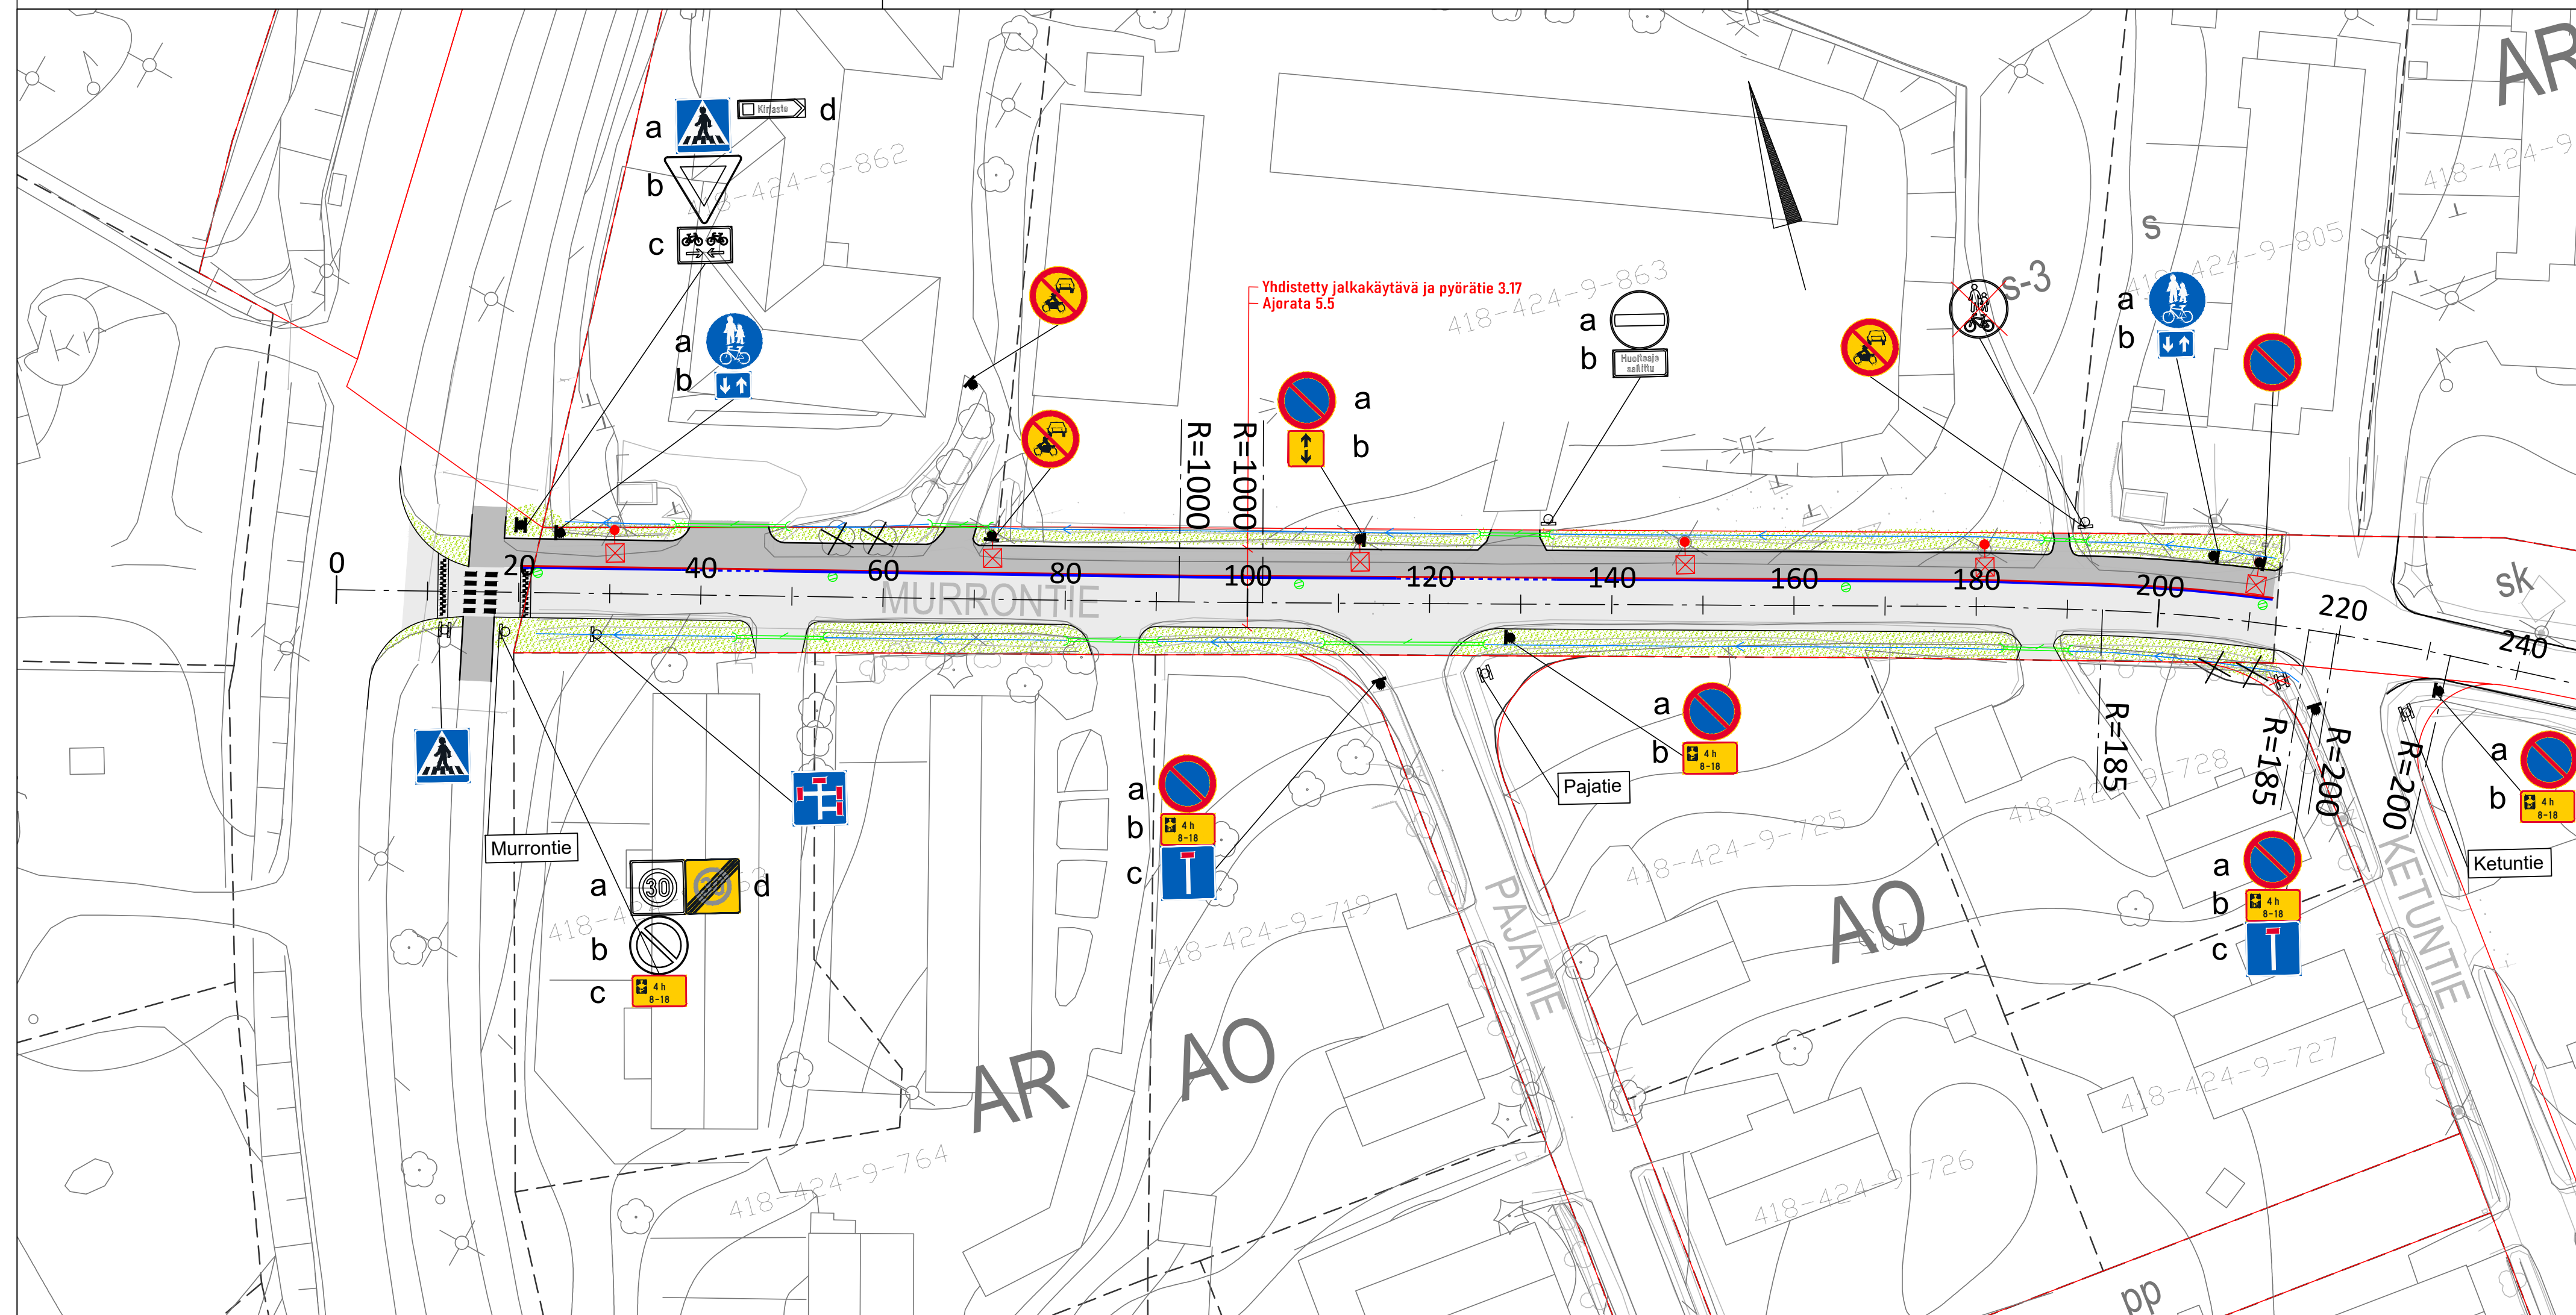 AR
a
Kirjasto
d
b
c
418-424-9-862
418-424-9
s
418-424-9-805
s-3
a
b
Yhdistetty jalkakäytävä ja pyörätie 3.17
Ajorata 5.5
418-424-9-863
a
b
Huoltoajo
sallittu
a
b
a
b
R=1000
R=1000
0
20
40
60
80
100
120
140
160
180
200
220
240
MURRONTIE
sk
R=185
R=185
R=200
R=200
a
b
4 h
8-18
Pajatie
a
b
4 h
8-18
c
a
b
4 h
8-18
Murrontie
a
30
d
b
c
4 h
8-18
418-424-9-719
418-424-9-725
418-424-9-728
PAJATIE
AO
KETUNTIE
Ketuntie
a
b
4 h
8-18
c
AR
AO
418-424-9-764
418-424-9-726
418-424-9-727
pp